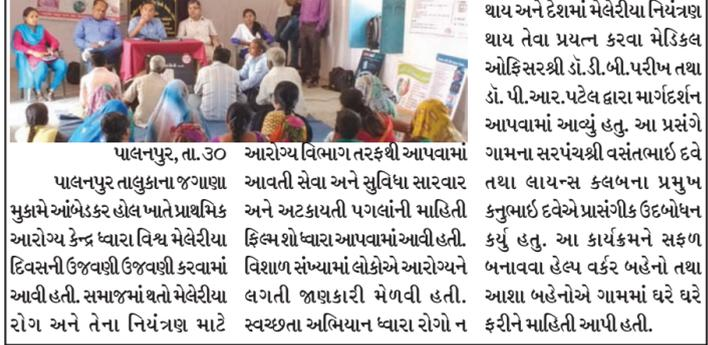 પાલનપુર, તા. ૩૦
પાલનપુર તાલુકાના જગાણા
મુકામે આંબેડકર હોલ ખાતે પ્રાથમિક
આરોગ્ય કેન્દ્ર ધ્વારા વિશ્વ મેલેરીયા
દિવસની ઉજવણી ઉજવણી કરવામાં
આવી હતી. સમાજમાં થતો મેલેરીયા
રોગ અને તેના નિયંત્રણ માટે
આરોગ્ય વિભાગ તરફથી આપવામાં
આવતી સેવા અને સુવિધા સારવાર
અને અટકાયતી પગલાંની માહિતી
ફિલ્મ શો ધ્વારા આપવામાં આવી હતી.
વિશાળ સંખ્યામાં લોકોએ આરોગ્યને
લગતી જાણકારી મેળવી હતી.
સ્વચ્છતા અભિયાન ધ્વારા રોગો ન
થાય અને દેશમાં મેલેરીયા નિયંત્રણ
થાય તેવા પ્રયત્ન કરવા મેડિકલ
ઓફિસરશ્રી ડૉ.ડી.બી.પરીખ તથા
ડૉ. પી.આર.પટેલ દ્વારા માર્ગદર્શન
આપવામાં આવ્યું હતુ. આ પ્રસંગે
ગામના સરપંચશ્રી વસંતભાઇ દવે
તથા લાયન્સ ક્લબના પ્રમુખ
કનુભાઇ દવેએ પ્રાસંગીક ઉદબોધન
કર્યુ હતુ. આ કાર્યક્રમને સફળ
બનાવવા હેલ્પ વર્કર બહેનો તથા
આશા બહેનોએ ગામમાં ઘરે ઘરે
ફરીને માહિતી આપી હતી.